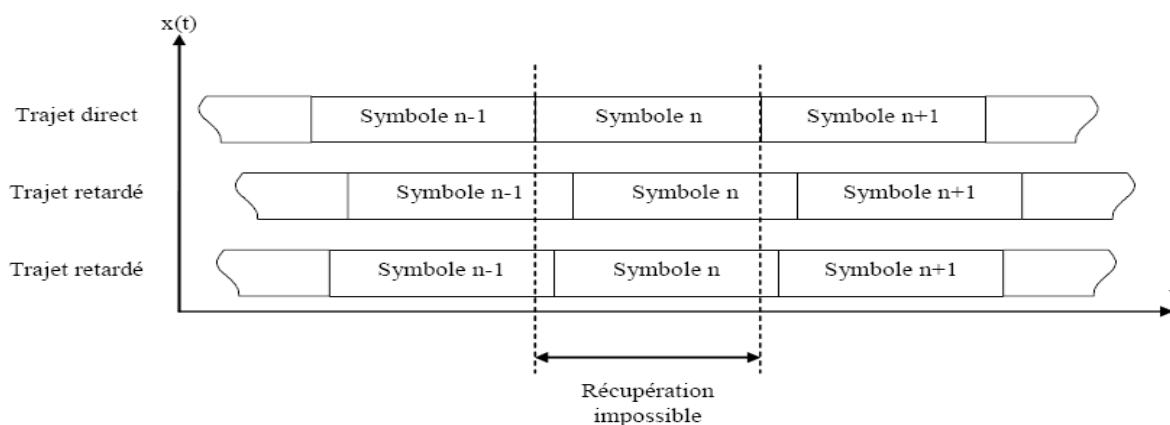 x(t)
Trajet direct
Symbole n-1 Symbole n Symbole n+1
Trajet retardé
Symbole n-1 Symbole n Symbole n+1
Trajet retardé
Symbole n-1 Symbole n Symbole n+1
Récupération
impossible